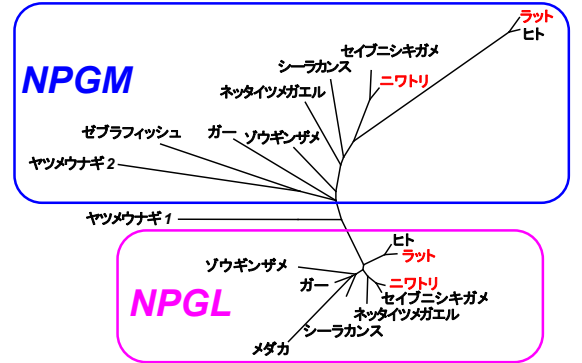 ラット
ヒト
セイブニシキガメ
シーラカンス
ニワトリ
NPGM
ネッタイツメガエル
ゼブラフィッシュ
ガー
ゾウギンザメ
ヤツメウナギ 2
ヤツメウナギ 1
ヒト
ラット
ゾウギンザメ
ガー
ニワトリ
セイブニシキガメ
NPGL
ネッタイツメガエル
シーラカンス
メダカ